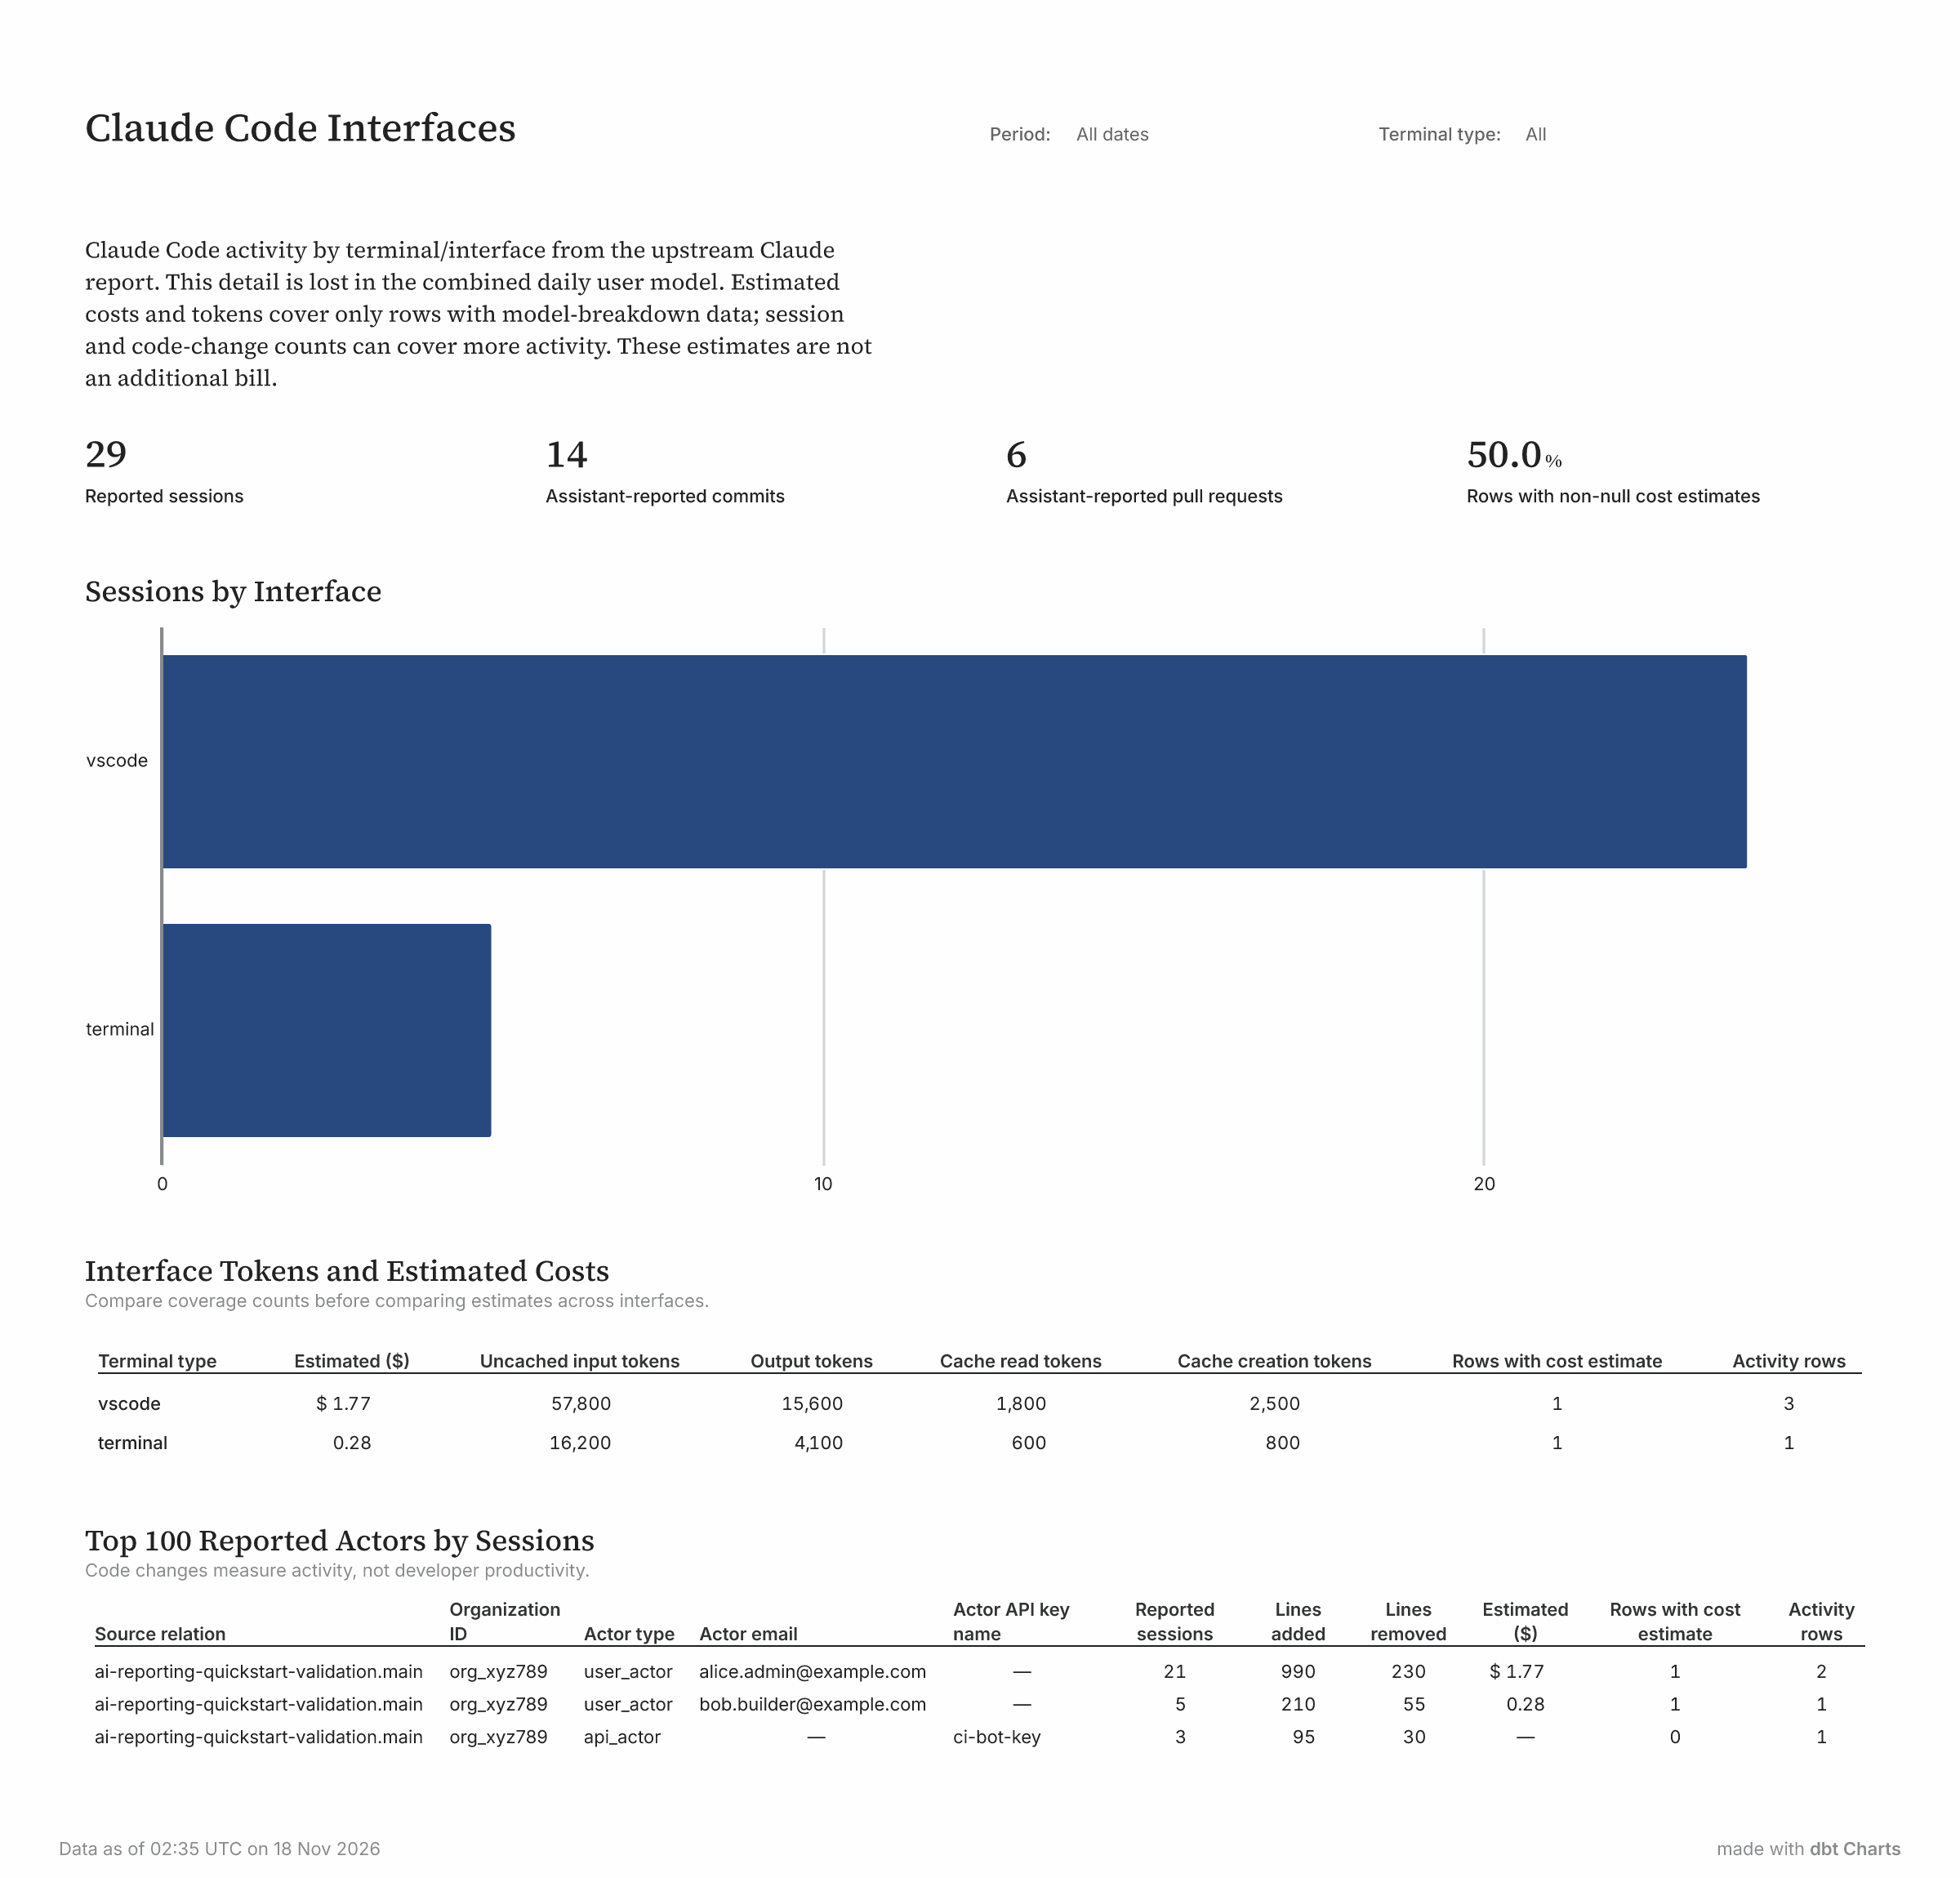 Claude Code Interfaces
Period: All dates
Terminal type: All
Claude Code activity by terminal/interface from the upstream Claude
report. This detail is lost in the combined daily user model. Estimated
costs and tokens cover only rows with model-breakdown data; session
and code-change counts can cover more activity. These estimates are not
an additional bill.
29
Reported sessions
14
Assistant-reported commits
6
Assistant-reported pull requests
50.0%
Rows with non-null cost estimates
Sessions by Interface
vscode
terminal
0 10 20
Interface Tokens and Estimated Costs
Compare coverage counts before comparing estimates across interfaces.
Terminal type Estimated ($) Uncached input tokens Output tokens Cache read tokens Cache creation tokens Rows with cost estimate Activity rows
vscode $ 1.77 57,800 15,600 1,800 2,500 1 3
terminal 0.28 16,200 4,100 600 800 1 1
Top 100 Reported Actors by Sessions
Code changes measure activity, not developer productivity.
Source relation Organization ID Actor type Actor email Actor API key name Reported sessions Lines added Lines removed Estimated ($) Rows with cost estimate Activity rows
ai-reporting-quickstart-validation.main org_xyz789 user_actor alice.admin@example.com — 21 990 230 $ 1.77 1 2
ai-reporting-quickstart-validation.main org_xyz789 user_actor bob.builder@example.com — 5 210 55 0.28 1 1
ai-reporting-quickstart-validation.main org_xyz789 api_actor — ci-bot-key 3 95 30 — 0 1
Data as of 02:35 UTC on 18 Nov 2026
made with dbt Charts